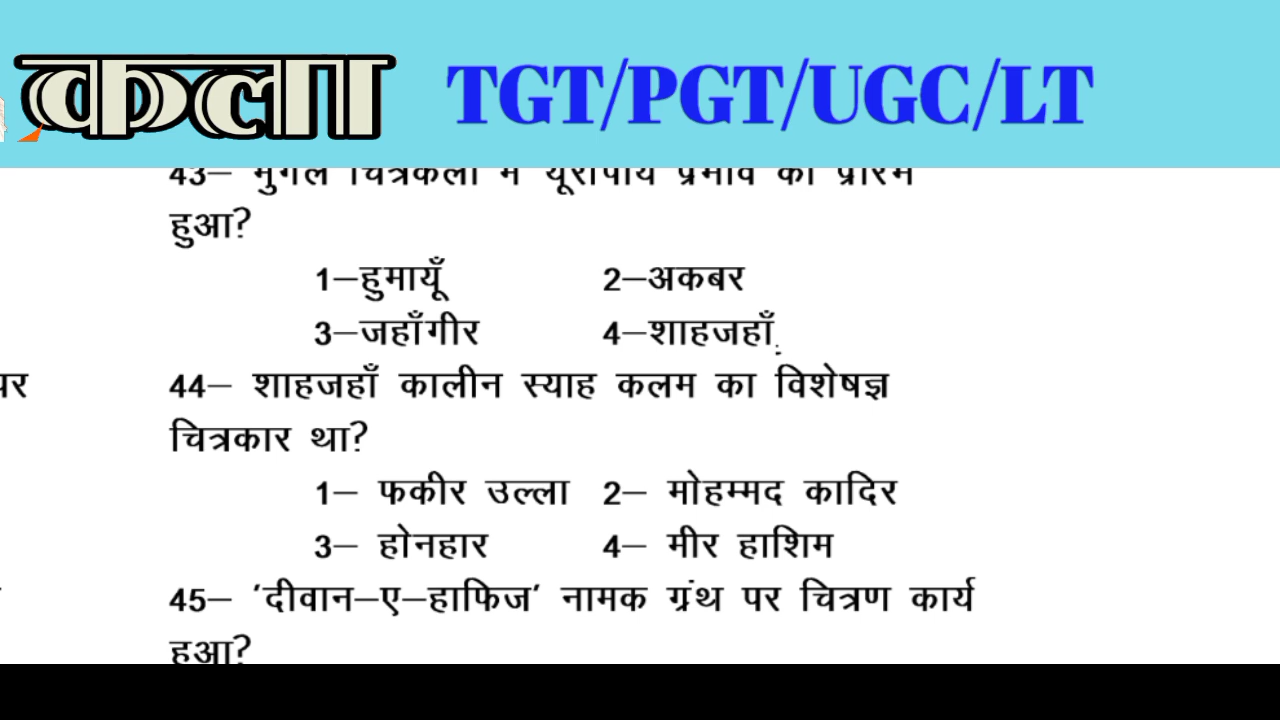 कला TGT/PGT/UGC/LT
43– मुगल चित्रकला में यूरोपीय प्रभाव का प्रारंभ
हुआ?
1–हुमायूँ 2–अकबर
3–जहाँगीर 4–शाहजहाँ
44– शाहजहाँ कालीन स्याह कलम का विशेषज्ञ
चित्रकार था?
1– फकीर उल्ला 2– मोहम्मद कादिर
3– होनहार 4– मीर हाशिम
45– 'दीवान–ए–हाफिज' नामक ग्रंथ पर चित्रण कार्य
हुआ?